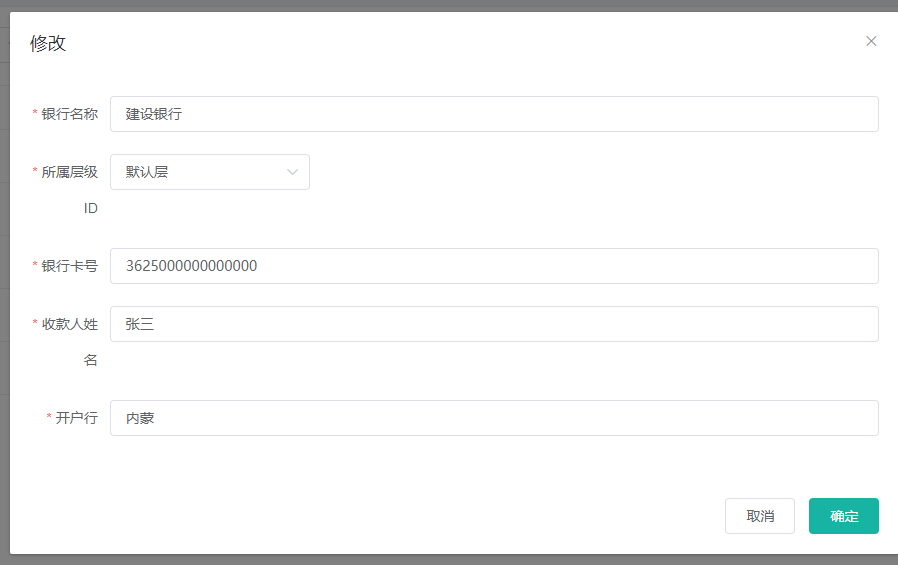 修改
* 银行名称 建设银行
* 所属层级 默认层
ID
* 银行卡号 3625000000000000
* 收款人姓 张三
名
* 开户行 内蒙
取消 确定